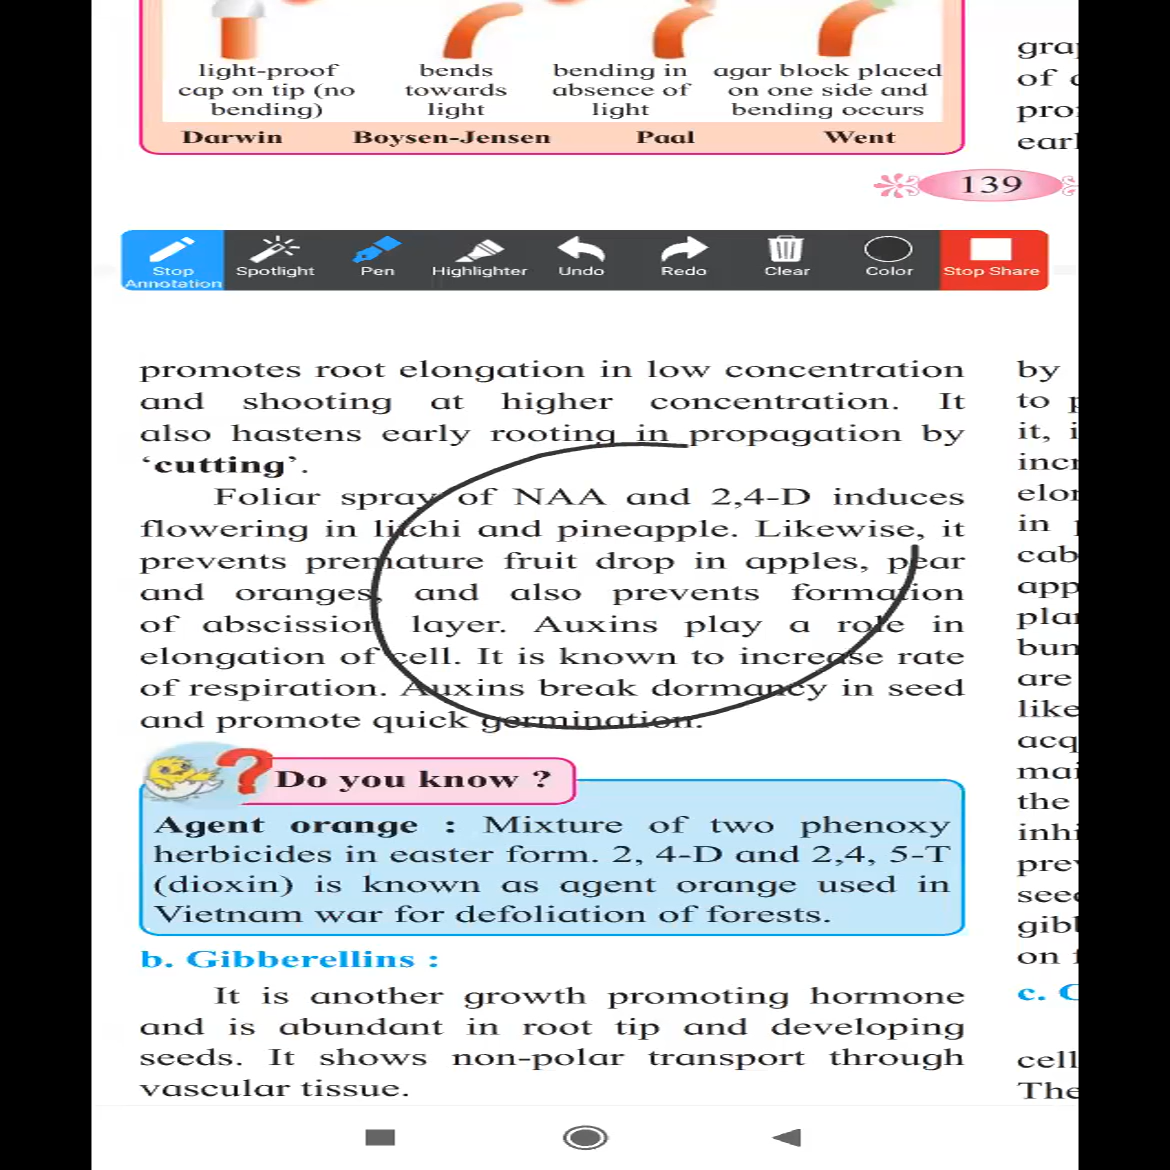 light-proof
cap on tip (no
bending)
bends
towards
light
bending in
absence of
light
agar block placed
on one side and
bending occurs
Darwin Boysen-Jensen Paal Went
139
Stop
Annotation
Spotlight
Pen
Highlighter
Undo
Redo
Clear
Color
Stop Share
promotes root elongation in low concentration
and shooting at higher concentration. It
also hastens early rooting in propagation by
‘cutting’.
Foliar spray of NAA and 2,4-D induces
flowering in litchi and pineapple. Likewise, it
prevents premature fruit drop in apples, pear
and oranges, and also prevents formation
of abscission layer. Auxins play a role in
elongation of cell. It is known to increase rate
of respiration. Auxins break dormancy in seed
and promote quick germination.
Do you know ?
Agent orange : Mixture of two phenoxy
herbicides in easter form. 2, 4-D and 2,4, 5-T
(dioxin) is known as agent orange used in
Vietnam war for defoliation of forests.
b. Gibberellins :
It is another growth promoting hormone
and is abundant in root tip and developing
seeds. It shows non-polar transport through
vascular tissue.
of
by
to
it, i
in
are
the
on
c.
cell
The